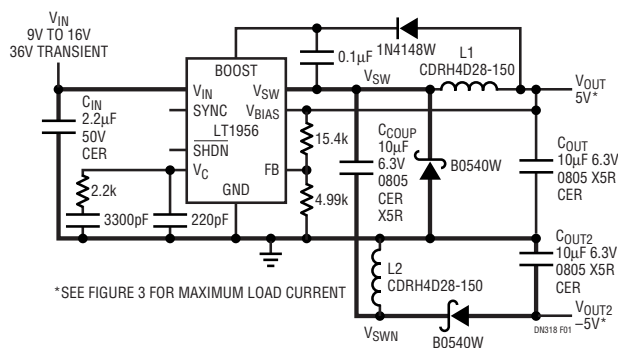 VIN
9V TO 16V
36V TRANSIENT
CIN
2.2µF
50V
CER
2.2k
3300pF
220pF
BOOST
VIN
VSW
SYNC
VBIAS
LT1956
SHDN
VC
FB
GND
0.1µF
1N4148W
VSW
L1
CDRH4D28-150
VOUT
5V*
15.4k
4.99k
CCOUP
10µF
6.3V
0805
CER
X5R
B0540W
COUT
10µF 6.3V
0805 X5R
CER
COUT2
10µF 6.3V
0805 X5R
CER
L2
CDRH4D28-150
VSWN
B0540W
VOUT2
–5V*
DN318 F01
*SEE FIGURE 3 FOR MAXIMUM LOAD CURRENT